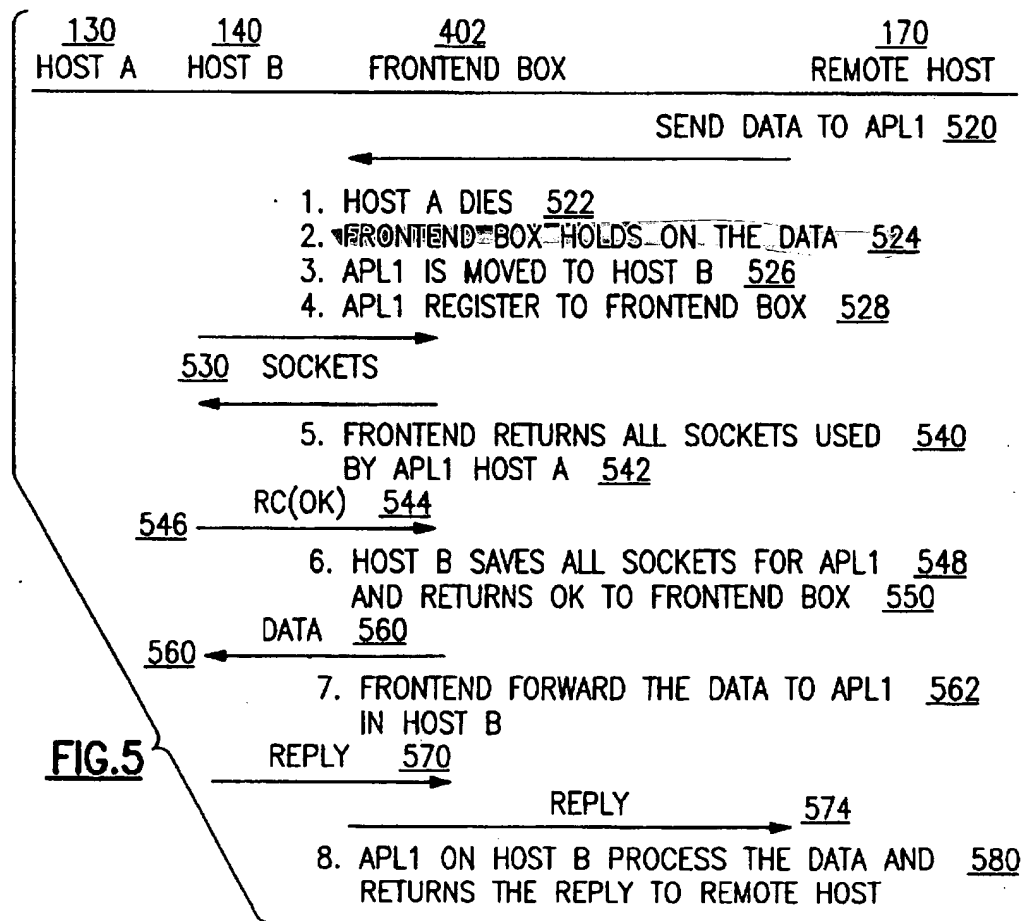 130 140 402 170
HOST A HOST B FRONTEND BOX REMOTE HOST
SEND DATA TO APL1 520
1. HOST A DIES 522
2. FRONTEND BOX HOLDS ON THE DATA 524
3. APL1 IS MOVED TO HOST B 526
4. APL1 REGISTER TO FRONTEND BOX 528
530 SOCKETS
5. FRONTEND RETURNS ALL SOCKETS USED 540
BY APL1 HOST A 542
RC(OK) 544
546
6. HOST B SAVES ALL SOCKETS FOR APL1 548
AND RETURNS OK TO FRONTEND BOX 550
DATA 560
560
7. FRONTEND FORWARD THE DATA TO APL1 562
IN HOST B
FIG.5
REPLY 570
REPLY 574
8. APL1 ON HOST B PROCESS THE DATA AND 580
RETURNS THE REPLY TO REMOTE HOST